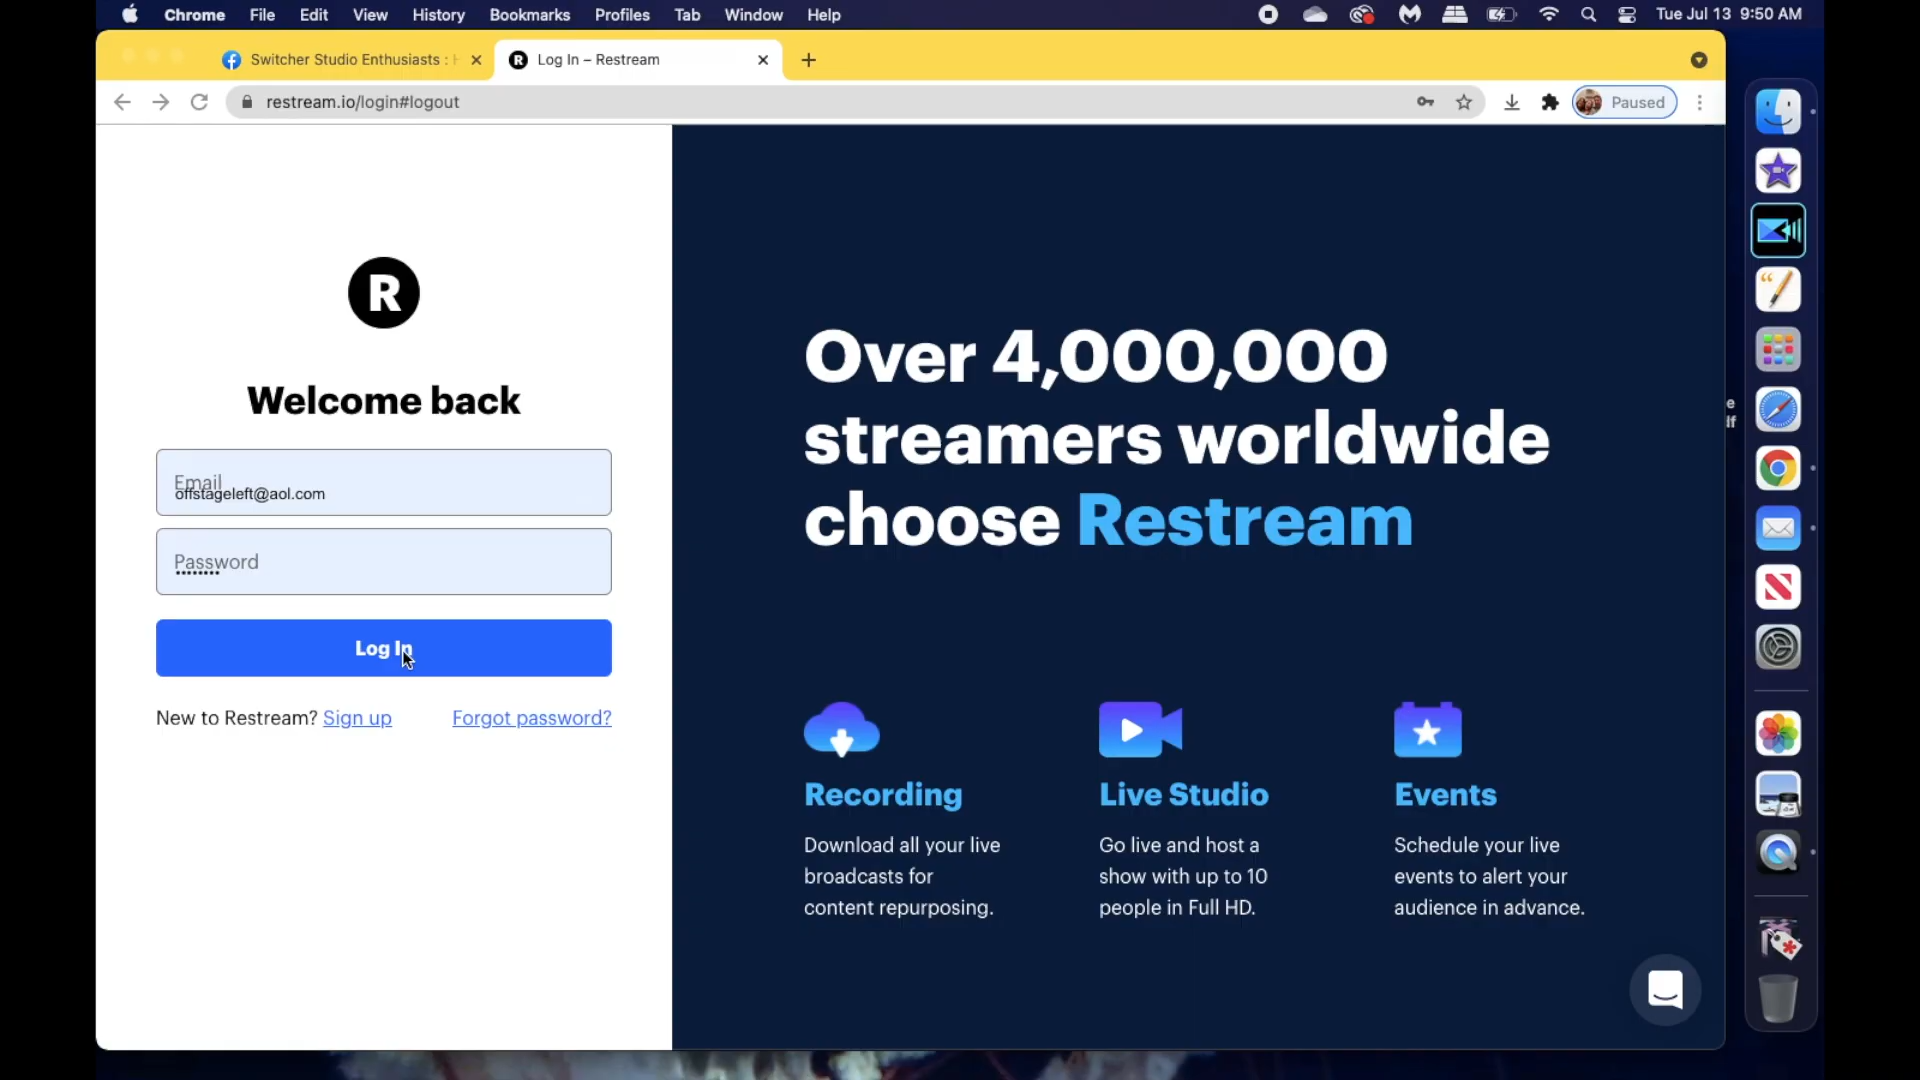 Chrome File Edit View History Bookmarks Profiles Tab Window Help Tue Jul 13 9:50 AM
Switcher Studio Enthusiasts : Log In – Restream
restream.io/login#logout Paused
R
Welcome back
Email
offstageleft@aol.com
Password
Log In
New to Restream? Sign up Forgot password?
Over 4,000,000
streamers worldwide
choose Restream
Recording
Download all your live
broadcasts for
content repurposing.
Live Studio
Go live and host a
show with up to 10
people in Full HD.
Events
Schedule your live
events to alert your
audience in advance.
e
lf